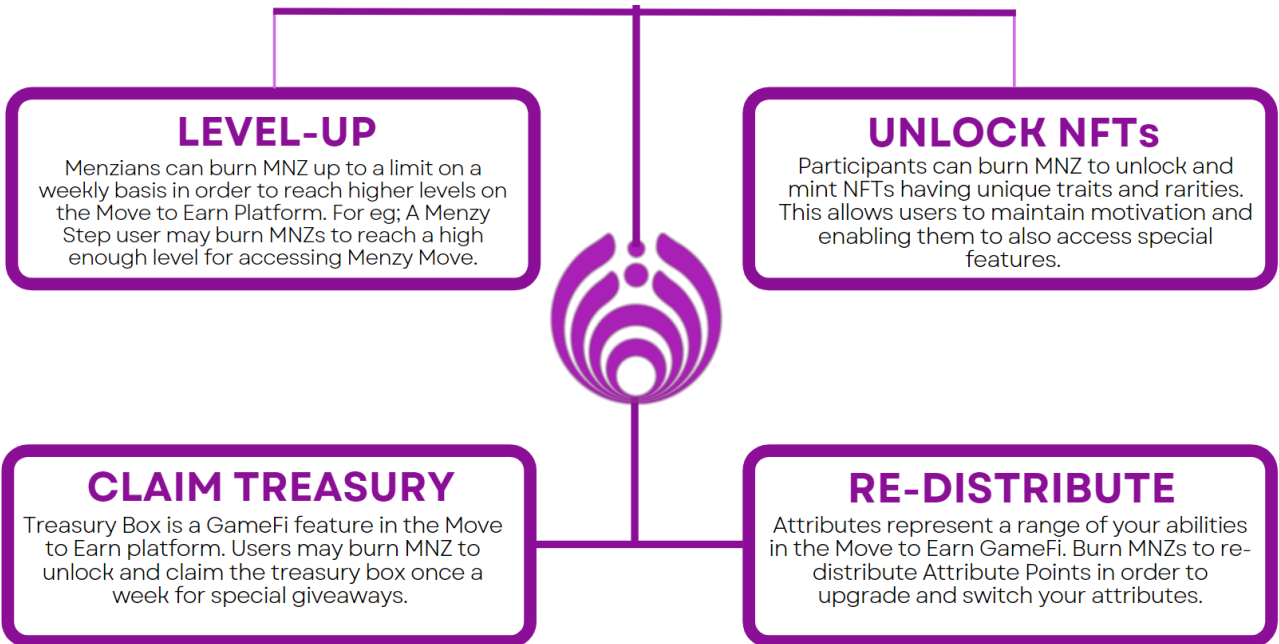 LEVEL-UP
Menzians can burn MNZ up to a limit on a
weekly basis in order to reach higher levels on
the Move to Earn Platform. For eg; A Menzy
Step user may burn MNZs to reach a high
enough level for accessing Menzy Move.
UNLOCK NFTs
Participants can burn MNZ to unlock and
mint NFTs having unique traits and rarities.
This allows users to maintain motivation and
enabling them to also access special
features.
CLAIM TREASURY
Treasury Box is a GameFi feature in the Move
to Earn platform. Users may burn MNZ to
unlock and claim the treasury box once a
week for special giveaways.
RE-DISTRIBUTE
Attributes represent a range of your abilities
in the Move to Earn GameFi. Burn MNZs to re-
distribute Attribute Points in order to
upgrade and switch your attributes.